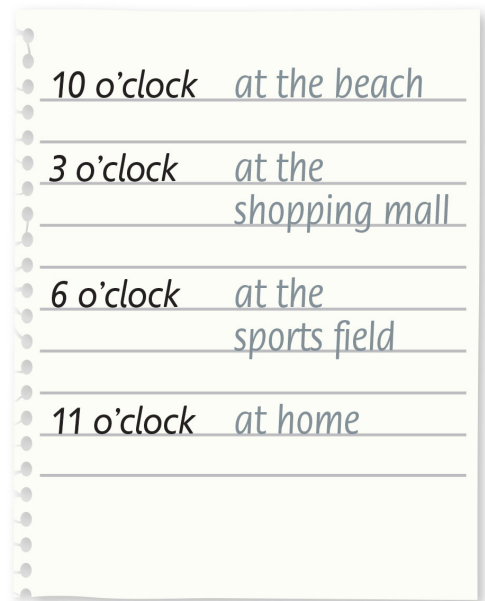 10 o'clock at the beach
3 o'clock at the
shopping mall
6 o'clock at the
sports field
11 o'clock at home